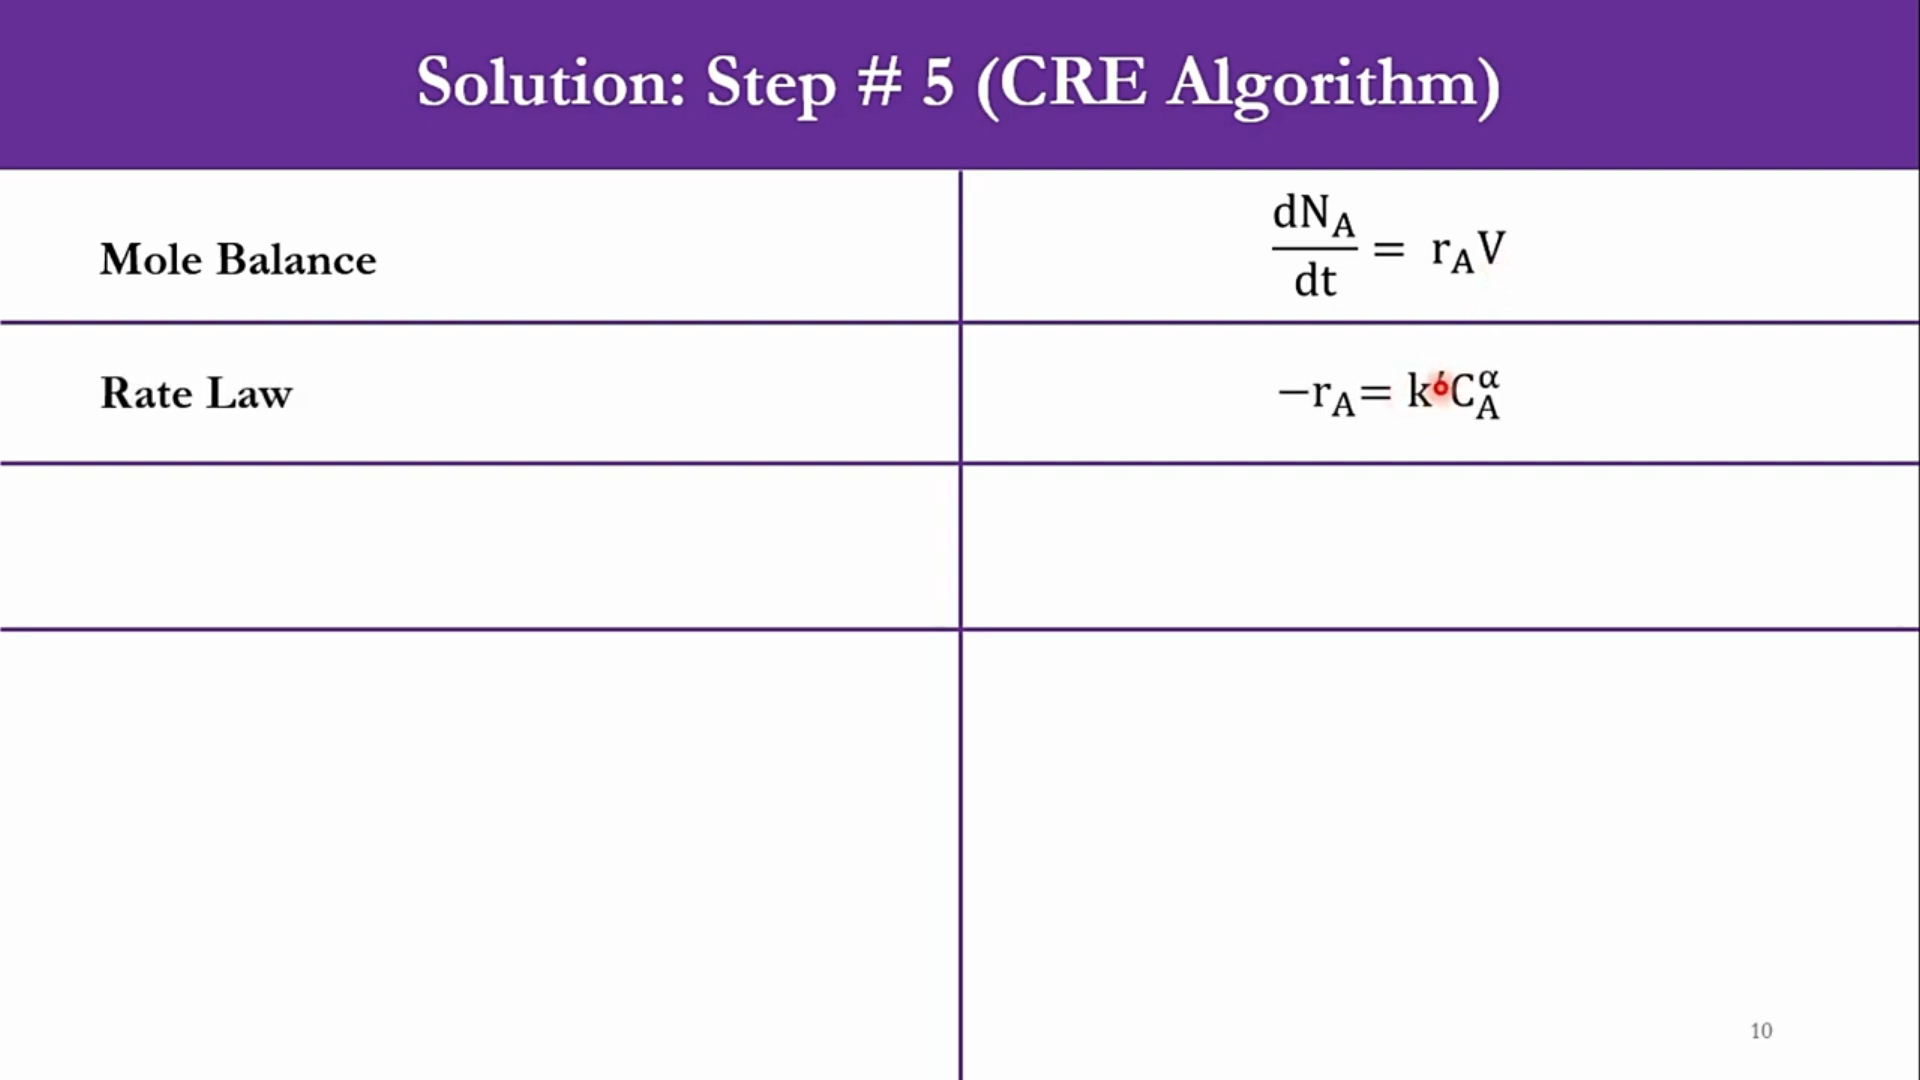 Solution: Step # 5 (CRE Algorithm)
Mole Balance
dN_A/dt = r_A V
Rate Law
−r_A= k′C_A^α
10